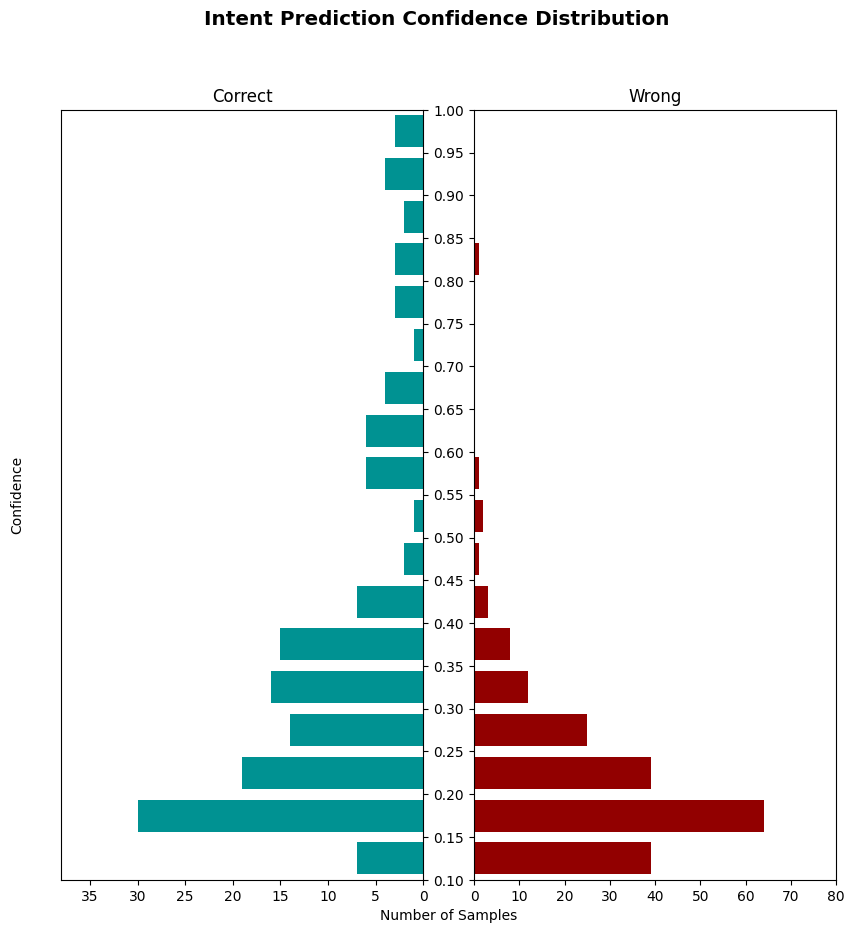 Intent Prediction Confidence Distribution
Correct
Wrong
1.00
0.95
0.90
0.85
0.80
0.75
0.70
0.65
0.60
0.55
0.50
0.45
0.40
0.35
0.30
0.25
0.20
0.15
0.10
Confidence
35 30 25 20 15 10 5 0
0 10 20 30 40 50 60 70 80
Number of Samples